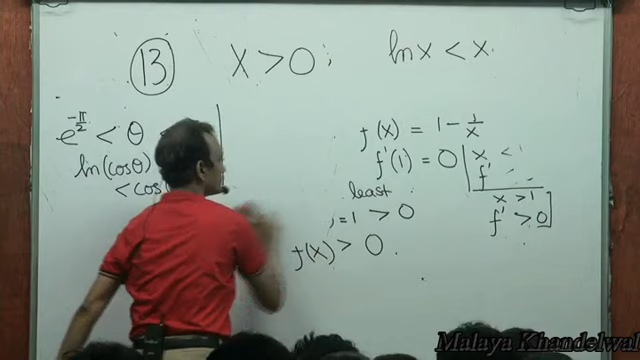 13 x > 0 ; ln x < x
e^{-π/2} < θ
ln(cosθ)
< cos
f(x) = 1 - 1/x
f'(1) = 0
x < 1
f'
x > 1
f' > 0
least
= 1 > 0
f(x) > 0 .
Malaya Khandelwal